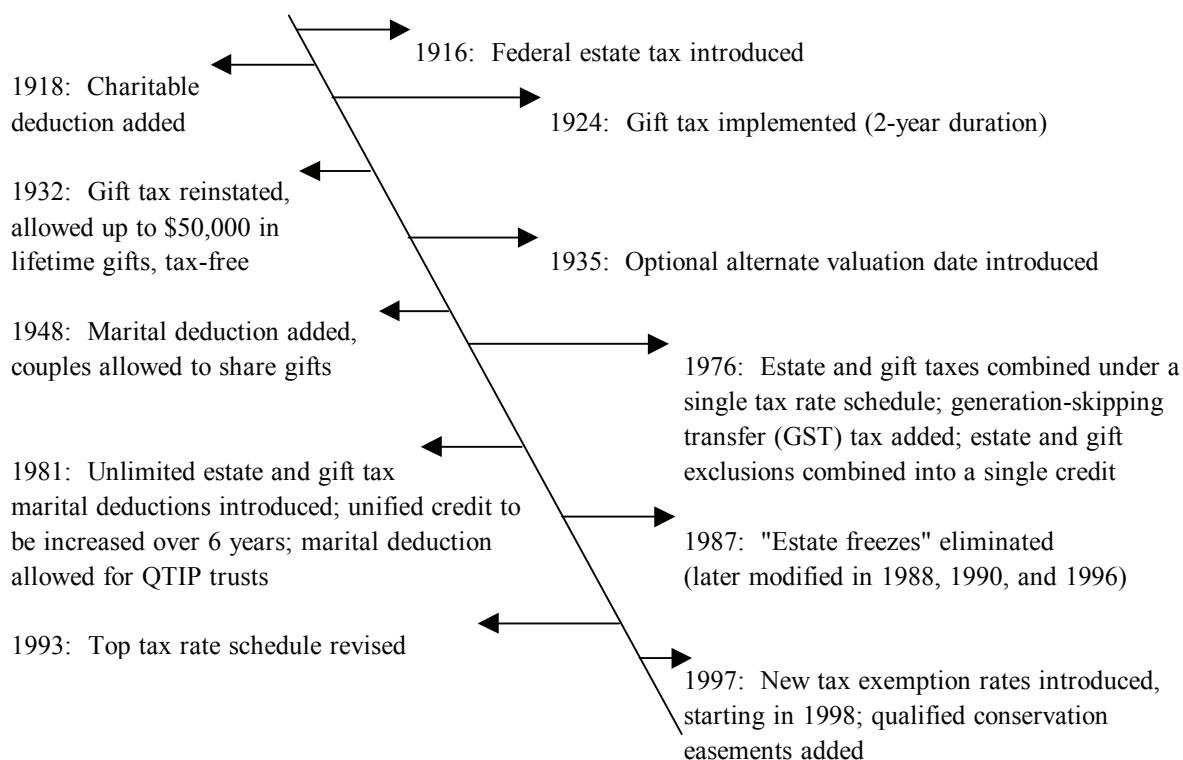 1916: Federal estate tax introduced
1918: Charitable
deduction added
1924: Gift tax implemented (2-year duration)
1932: Gift tax reinstated,
allowed up to $50,000 in
lifetime gifts, tax-free
1935: Optional alternate valuation date introduced
1948: Marital deduction added,
couples allowed to share gifts
1976: Estate and gift taxes combined under a
single tax rate schedule; generation-skipping
transfer (GST) tax added; estate and gift
exclusions combined into a single credit
1981: Unlimited estate and gift tax
marital deductions introduced; unified credit to
be increased over 6 years; marital deduction
allowed for QTIP trusts
1987: "Estate freezes" eliminated
(later modified in 1988, 1990, and 1996)
1993: Top tax rate schedule revised
1997: New tax exemption rates introduced,
starting in 1998; qualified conservation
easements added